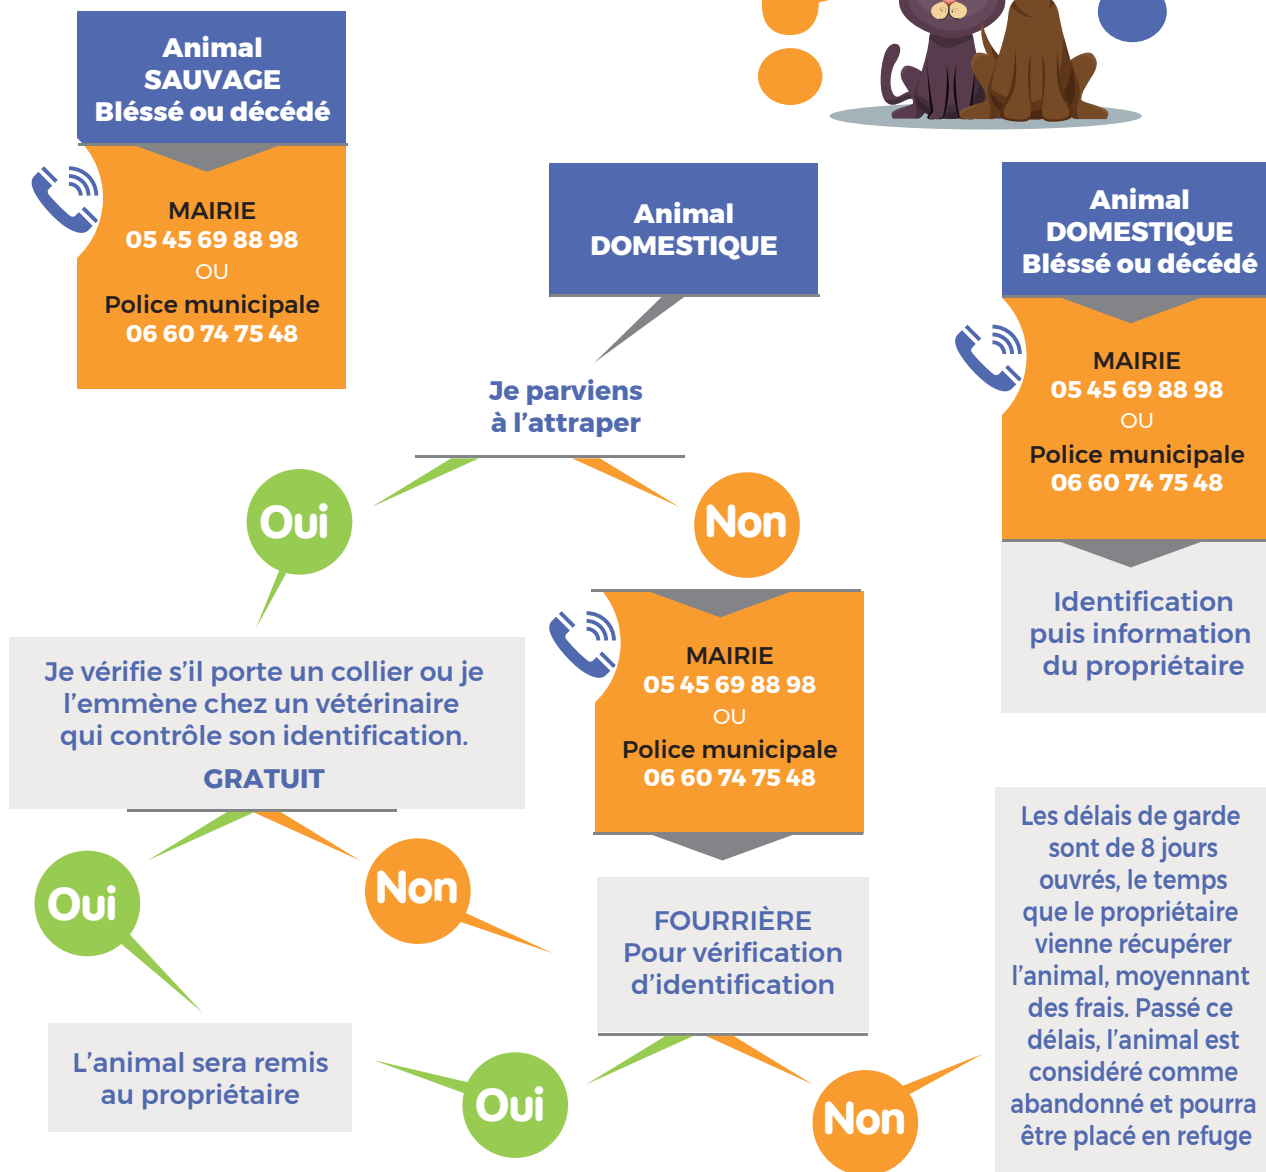 Animal
SAUVAGE
Bléssé ou décédé
MAIRIE
05 45 69 88 98
OU
Police municipale
06 60 74 75 48
Animal
DOMESTIQUE
Je parviens
à l'attraper
Oui
Non
Je vérifie s'il porte un collier ou je
l'emmène chez un vétérinaire
qui contrôle son identification.
GRATUIT
Oui
Non
MAIRIE
05 45 69 88 98
OU
Police municipale
06 60 74 75 48
FOURRIÈRE
Pour vérification
d'identification
Oui
Non
L'animal sera remis
au propriétaire
Animal
DOMESTIQUE
Bléssé ou décédé
MAIRIE
05 45 69 88 98
OU
Police municipale
06 60 74 75 48
Identification
puis information
du propriétaire
Les délais de garde
sont de 8 jours
ouvrés, le temps
que le propriétaire
vienne récupérer
l'animal, moyennant
des frais. Passé ce
délais, l'animal est
considéré comme
abandonné et pourra
être placé en refuge